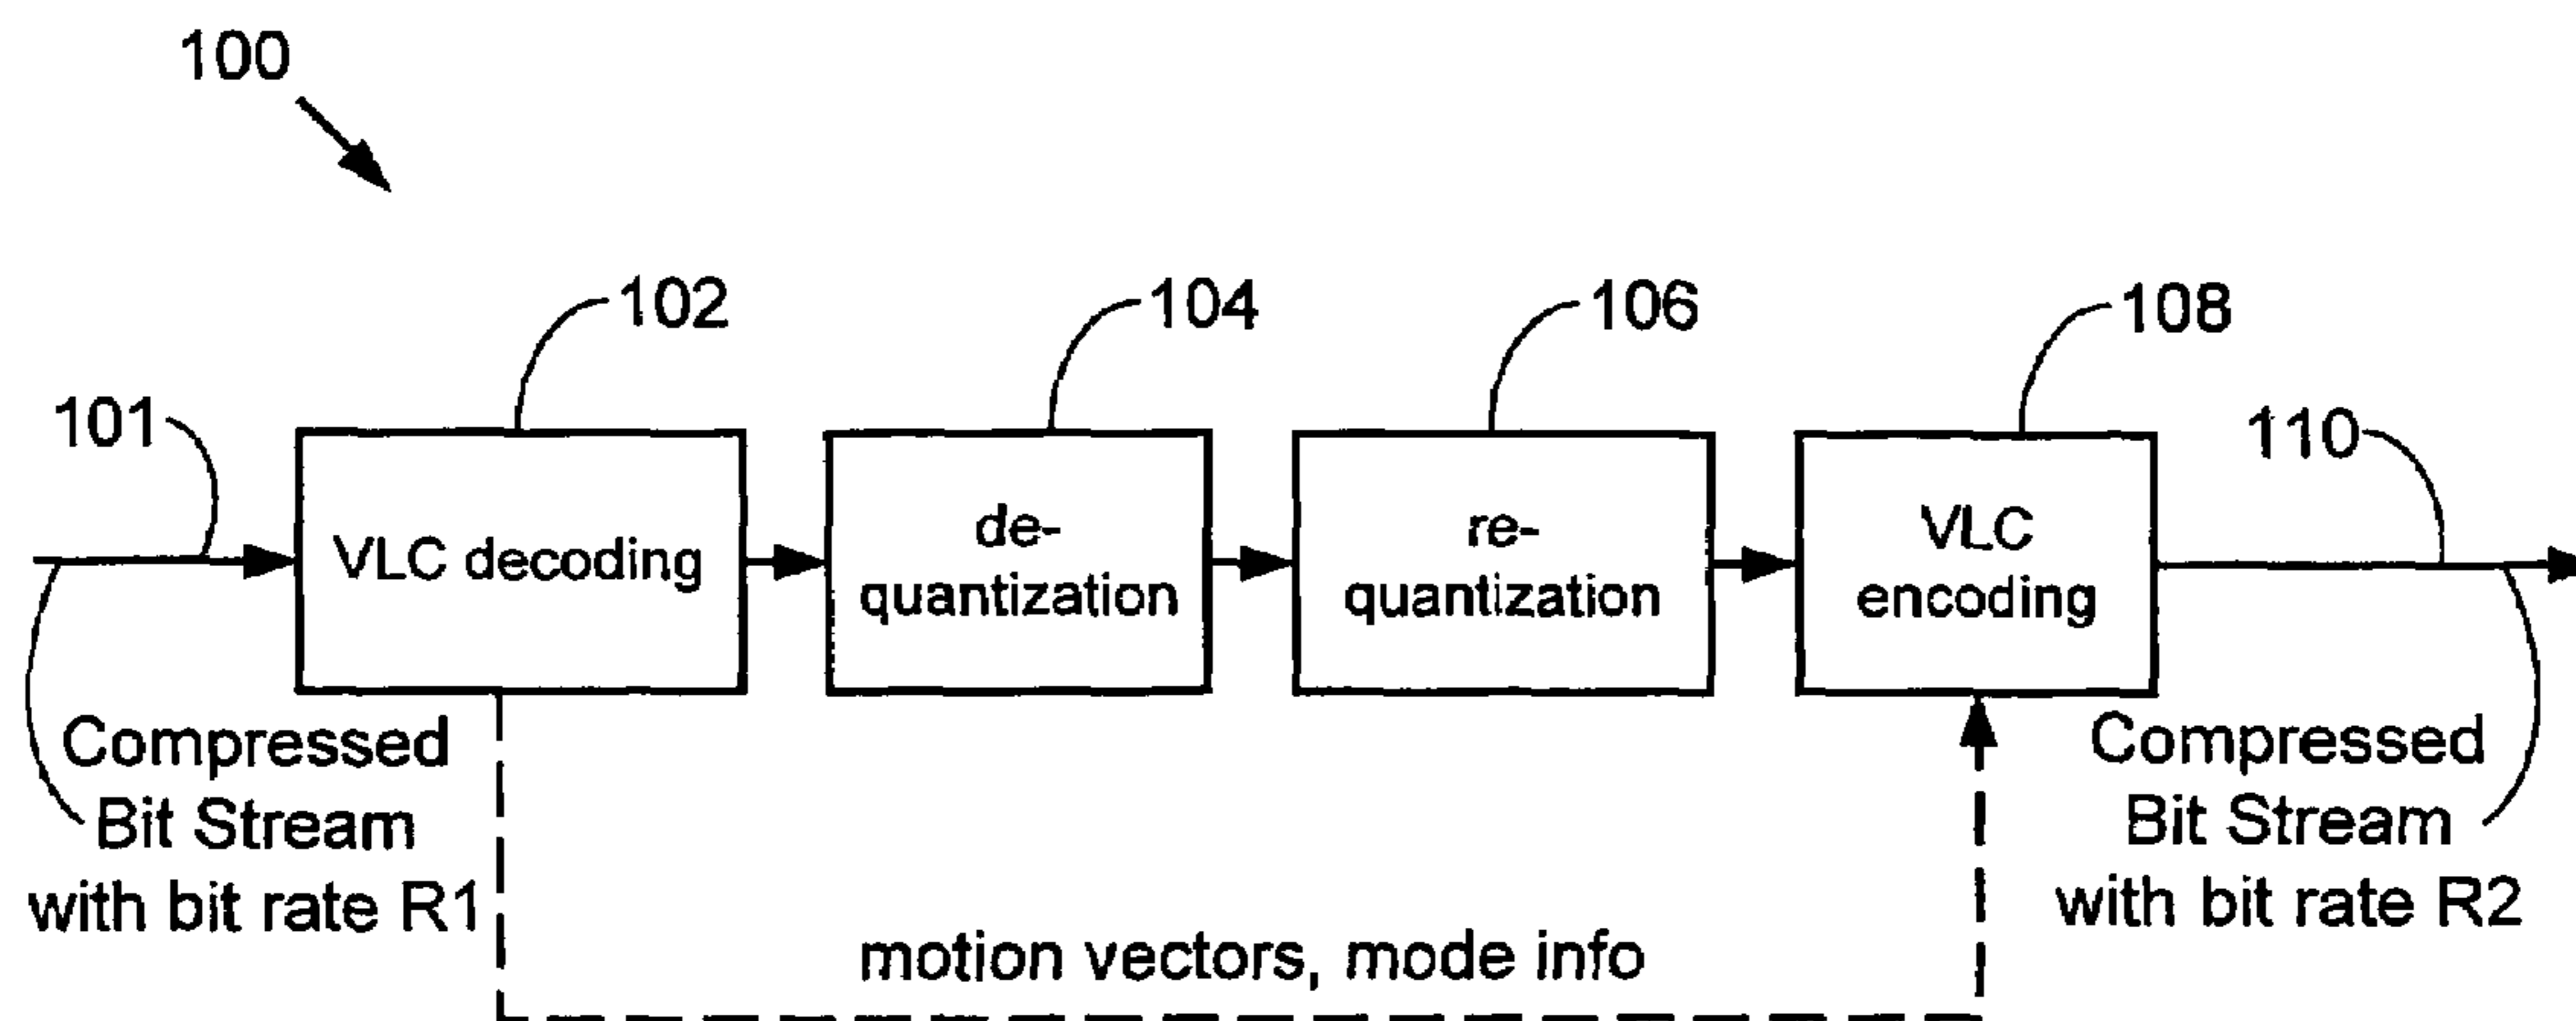 100
102
104
106
108
101
110
VLC decoding
de-
quantization
re-
quantization
VLC
encoding
Compressed
Bit Stream
with bit rate R1
Compressed
Bit Stream
with bit rate R2
motion vectors, mode info